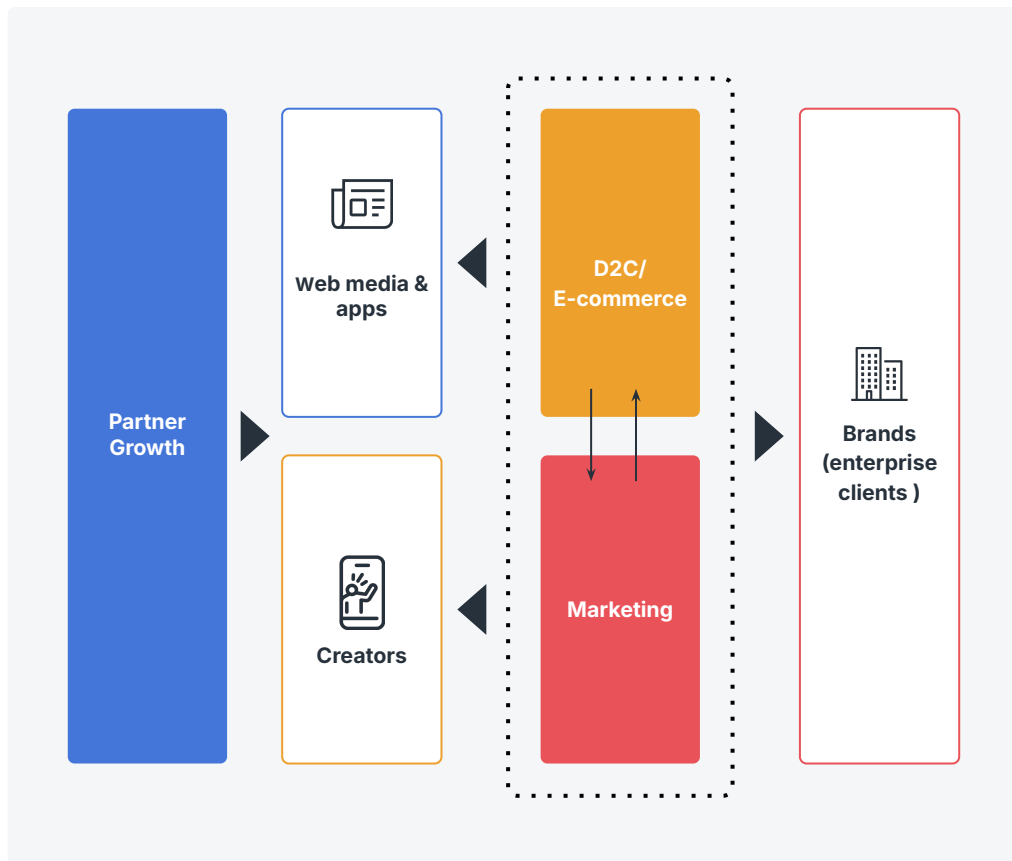 Partner
Growth
Web media &
apps
Creators
D2C/
E-commerce
Marketing
Brands
(enterprise
clients )